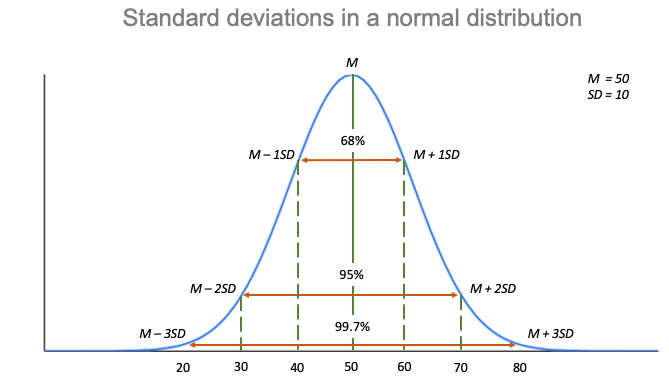 Standard deviations in a normal distribution
M
M = 50
SD = 10
68%
M – 1SD
M + 1SD
95%
M – 2SD
M + 2SD
99.7%
M – 3SD
M + 3SD
20 30 40 50 60 70 80